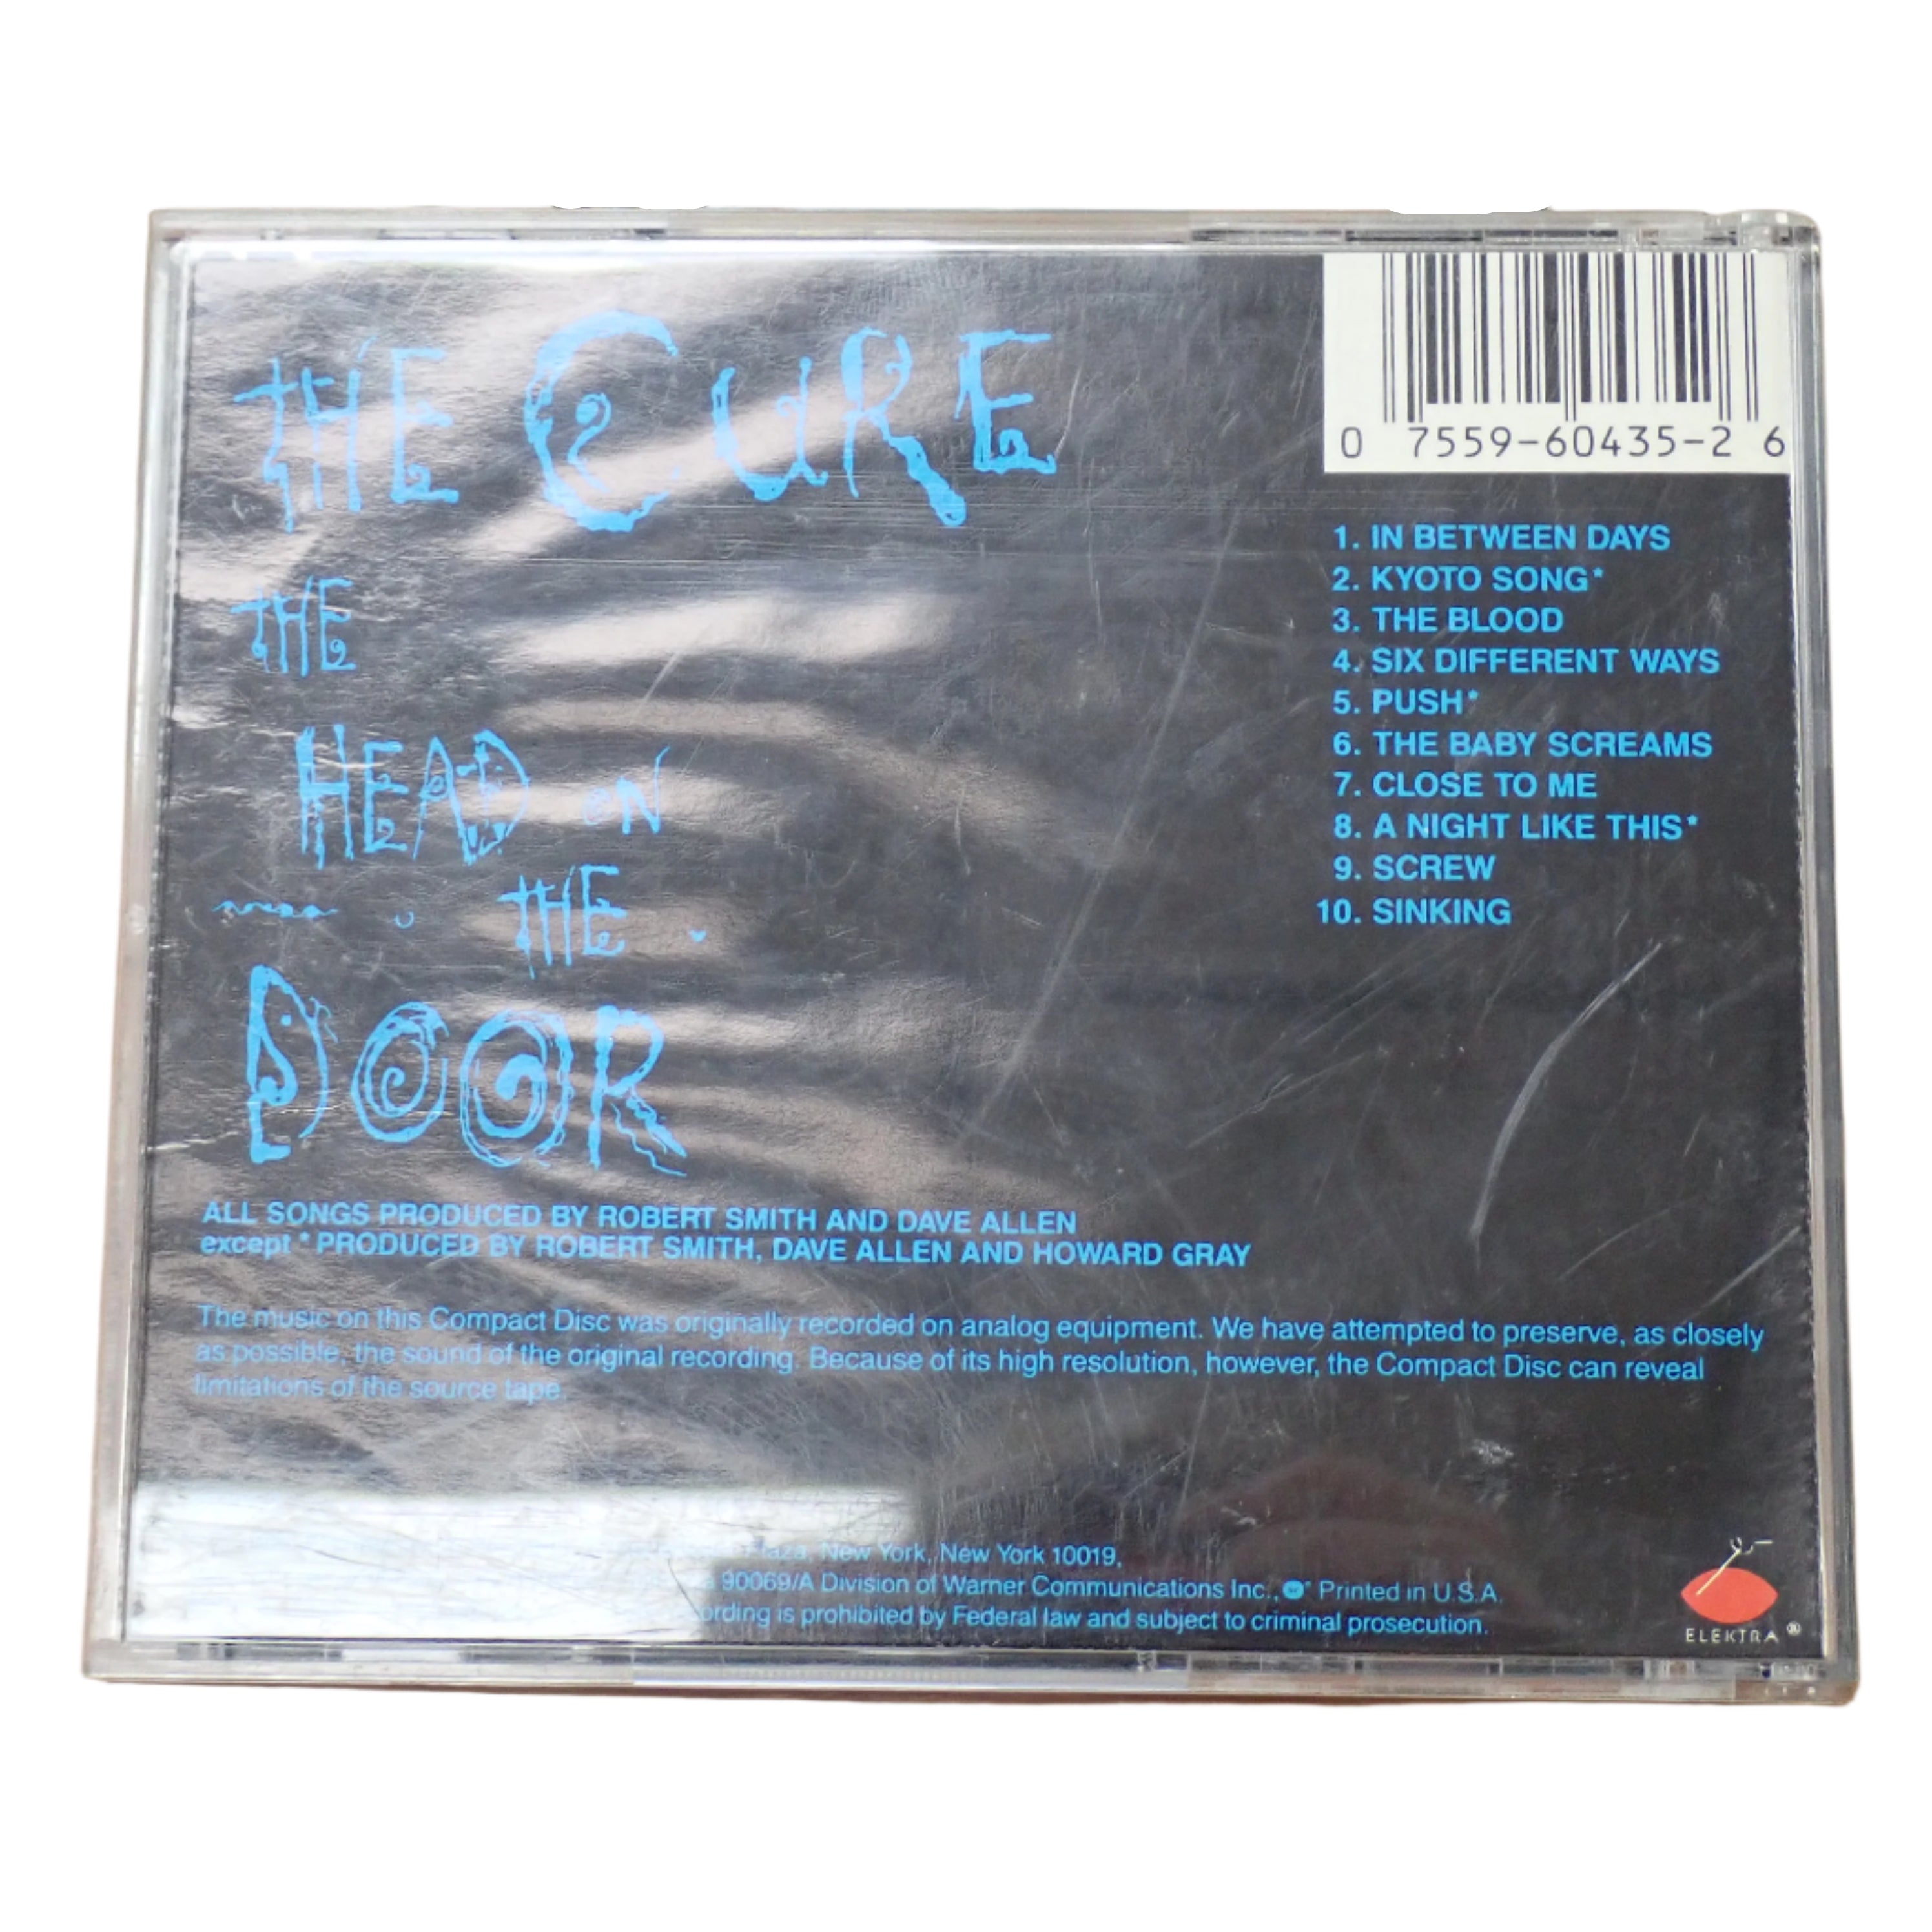 THE CURE
THE
HEAD ON
THE
DOOR
0 7559-60435-2 6
1. IN BETWEEN DAYS
2. KYOTO SONG*
3. THE BLOOD
4. SIX DIFFERENT WAYS
5. PUSH*
6. THE BABY SCREAMS
7. CLOSE TO ME
8. A NIGHT LIKE THIS*
9. SCREW
10. SINKING
ALL SONGS PRODUCED BY ROBERT SMITH AND DAVE ALLEN
except * PRODUCED BY ROBERT SMITH, DAVE ALLEN AND HOWARD GRAY
The music on this Compact Disc was originally recorded on analog equipment. We have attempted to preserve, as closely
as possible, the sound of the original recording. Because of its high resolution, however, the Compact Disc can reveal
limitations of the source tape.
Plaza, New York, New York 10019,
90069/A Division of Warner Communications Inc., Printed in U.S.A.
is prohibited by Federal law and subject to criminal prosecution.
ELEKTRA ®